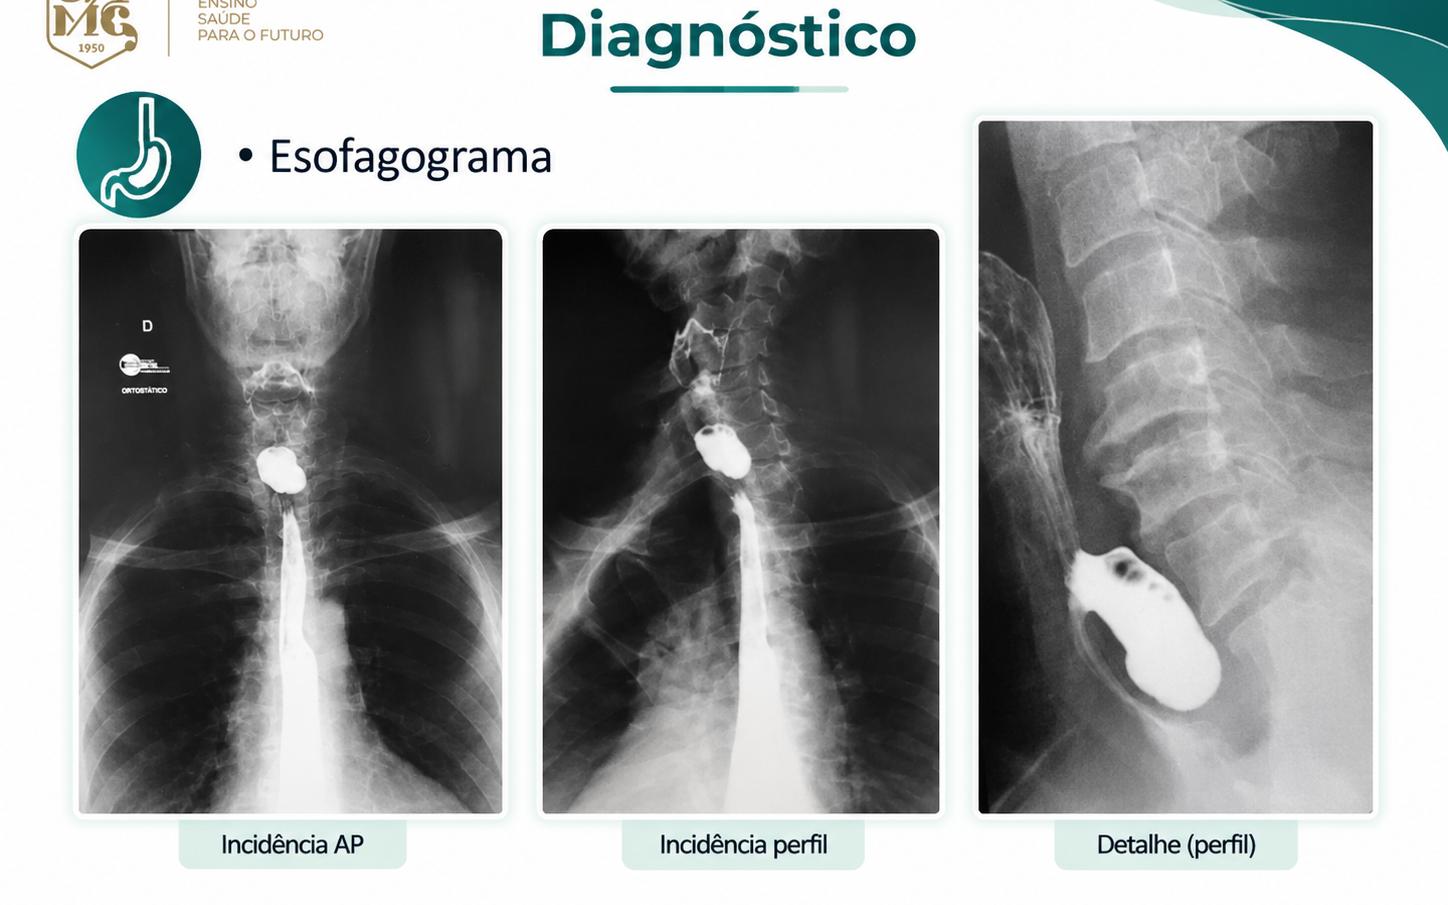 MG
1950
ENSINO
SAÚDE
PARA O FUTURO
Diagnóstico
• Esofagograma
D
ORTOSTÁTICO
Incidência AP
Incidência perfil
Detalhe (perfil)